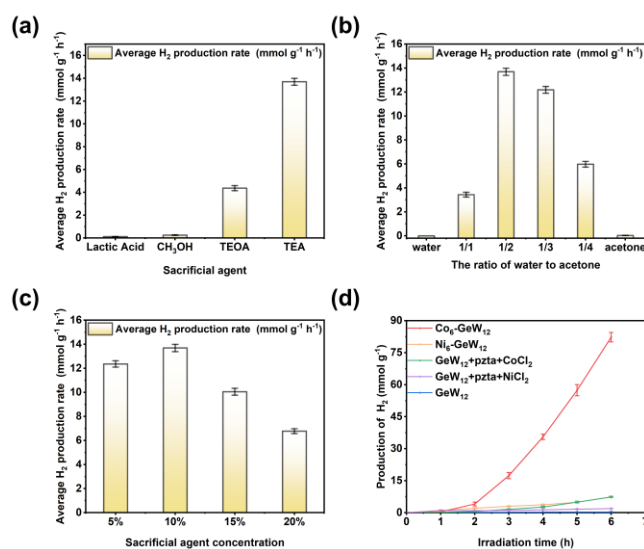 (a)
Average H₂ production rate (mmol g⁻¹ h⁻¹)
16
14
12
10
8
6
4
2
0
Average H₂ production rate (mmol g⁻¹ h⁻¹)
Lactic Acid CH₃OH TEOA TEA
Sacrificial agent
(b)
Average H₂ production rate (mmol g⁻¹ h⁻¹)
16
14
12
10
8
6
4
2
0
Average H₂ production rate (mmol g⁻¹ h⁻¹)
water 1/1 1/2 1/3 1/4 acetone
The ratio of water to acetone
(c)
Average H₂ production rate (mmol g⁻¹ h⁻¹)
16
14
12
10
8
6
4
2
0
Average H₂ production rate (mmol g⁻¹ h⁻¹)
5% 10% 15% 20%
Sacrificial agent concentration
(d)
Production of H₂ (mmol g⁻¹)
90
75
60
45
30
15
0
Co₆-GeW₁₂
Ni₆-GeW₁₂
GeW₁₂+pzta+CoCl₂
GeW₁₂+pzta+NiCl₂
GeW₁₂
0 1 2 3 4 5 6 7
Irradiation time (h)